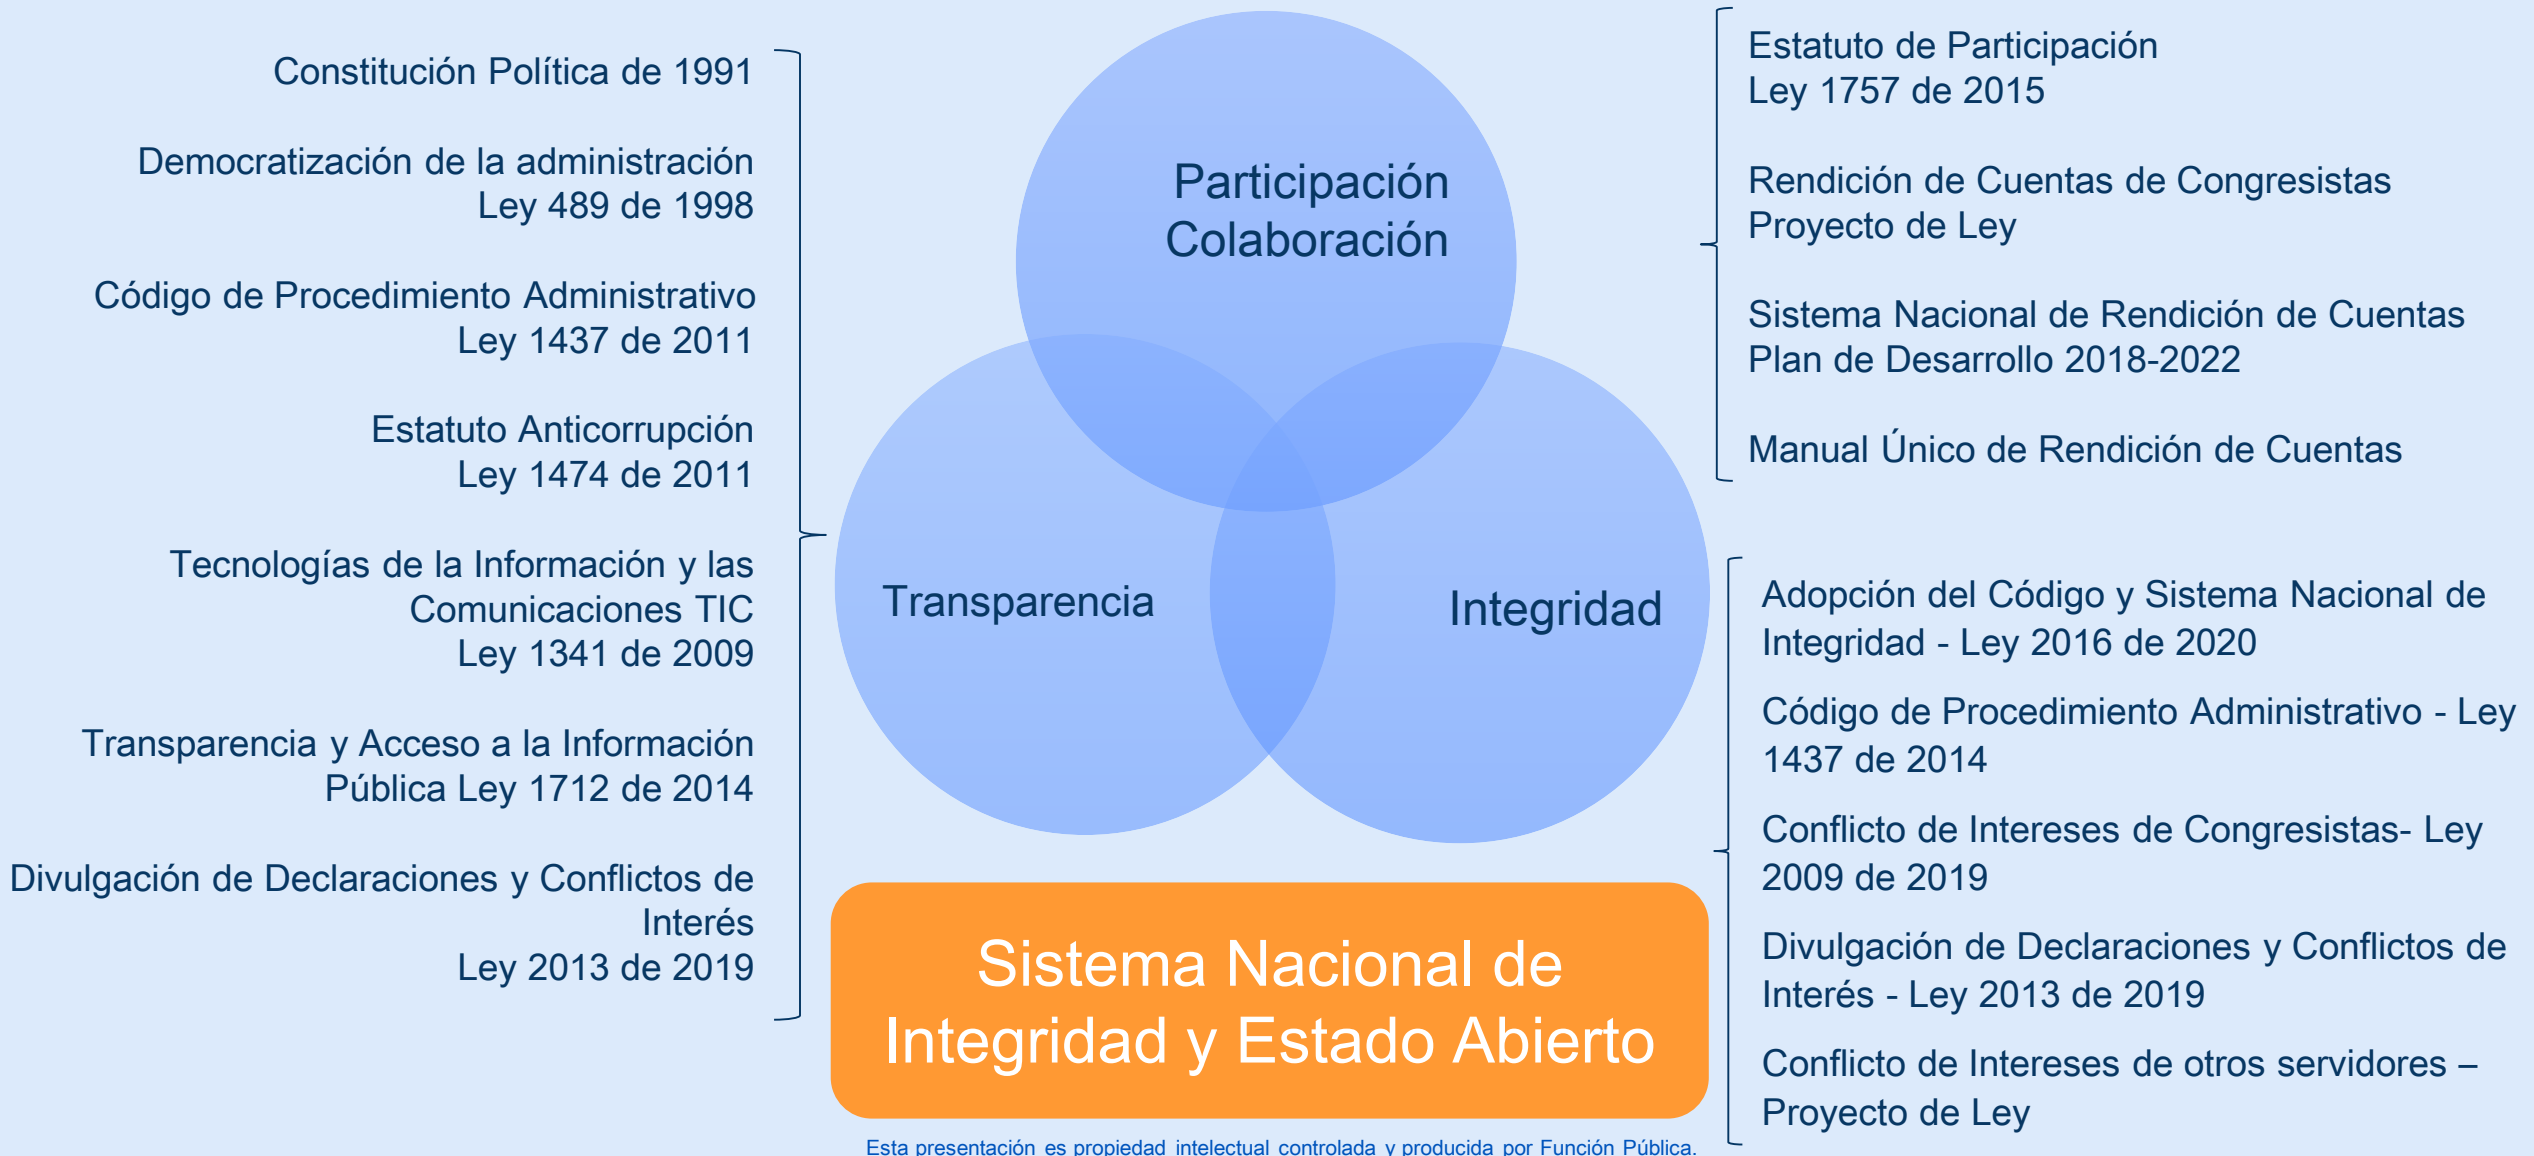 Constitución Política de 1991
Democratización de la administración
Ley 489 de 1998
Código de Procedimiento Administrativo
Ley 1437 de 2011
Estatuto Anticorrupción
Ley 1474 de 2011
Tecnologías de la Información y las
Comunicaciones TIC
Ley 1341 de 2009
Transparencia y Acceso a la Información
Pública Ley 1712 de 2014
Divulgación de Declaraciones y Conflictos de
Interés
Ley 2013 de 2019
Participación
Colaboración
Transparencia
Integridad
Sistema Nacional de
Integridad y Estado Abierto
Esta presentación es propiedad intelectual controlada y producida por Función Pública.
Estatuto de Participación
Ley 1757 de 2015
Rendición de Cuentas de Congresistas
Proyecto de Ley
Sistema Nacional de Rendición de Cuentas
Plan de Desarrollo 2018-2022
Manual Único de Rendición de Cuentas
Adopción del Código y Sistema Nacional de
Integridad - Ley 2016 de 2020
Código de Procedimiento Administrativo - Ley
1437 de 2014
Conflicto de Intereses de Congresistas- Ley
2009 de 2019
Divulgación de Declaraciones y Conflictos de
Interés - Ley 2013 de 2019
Conflicto de Intereses de otros servidores –
Proyecto de Ley